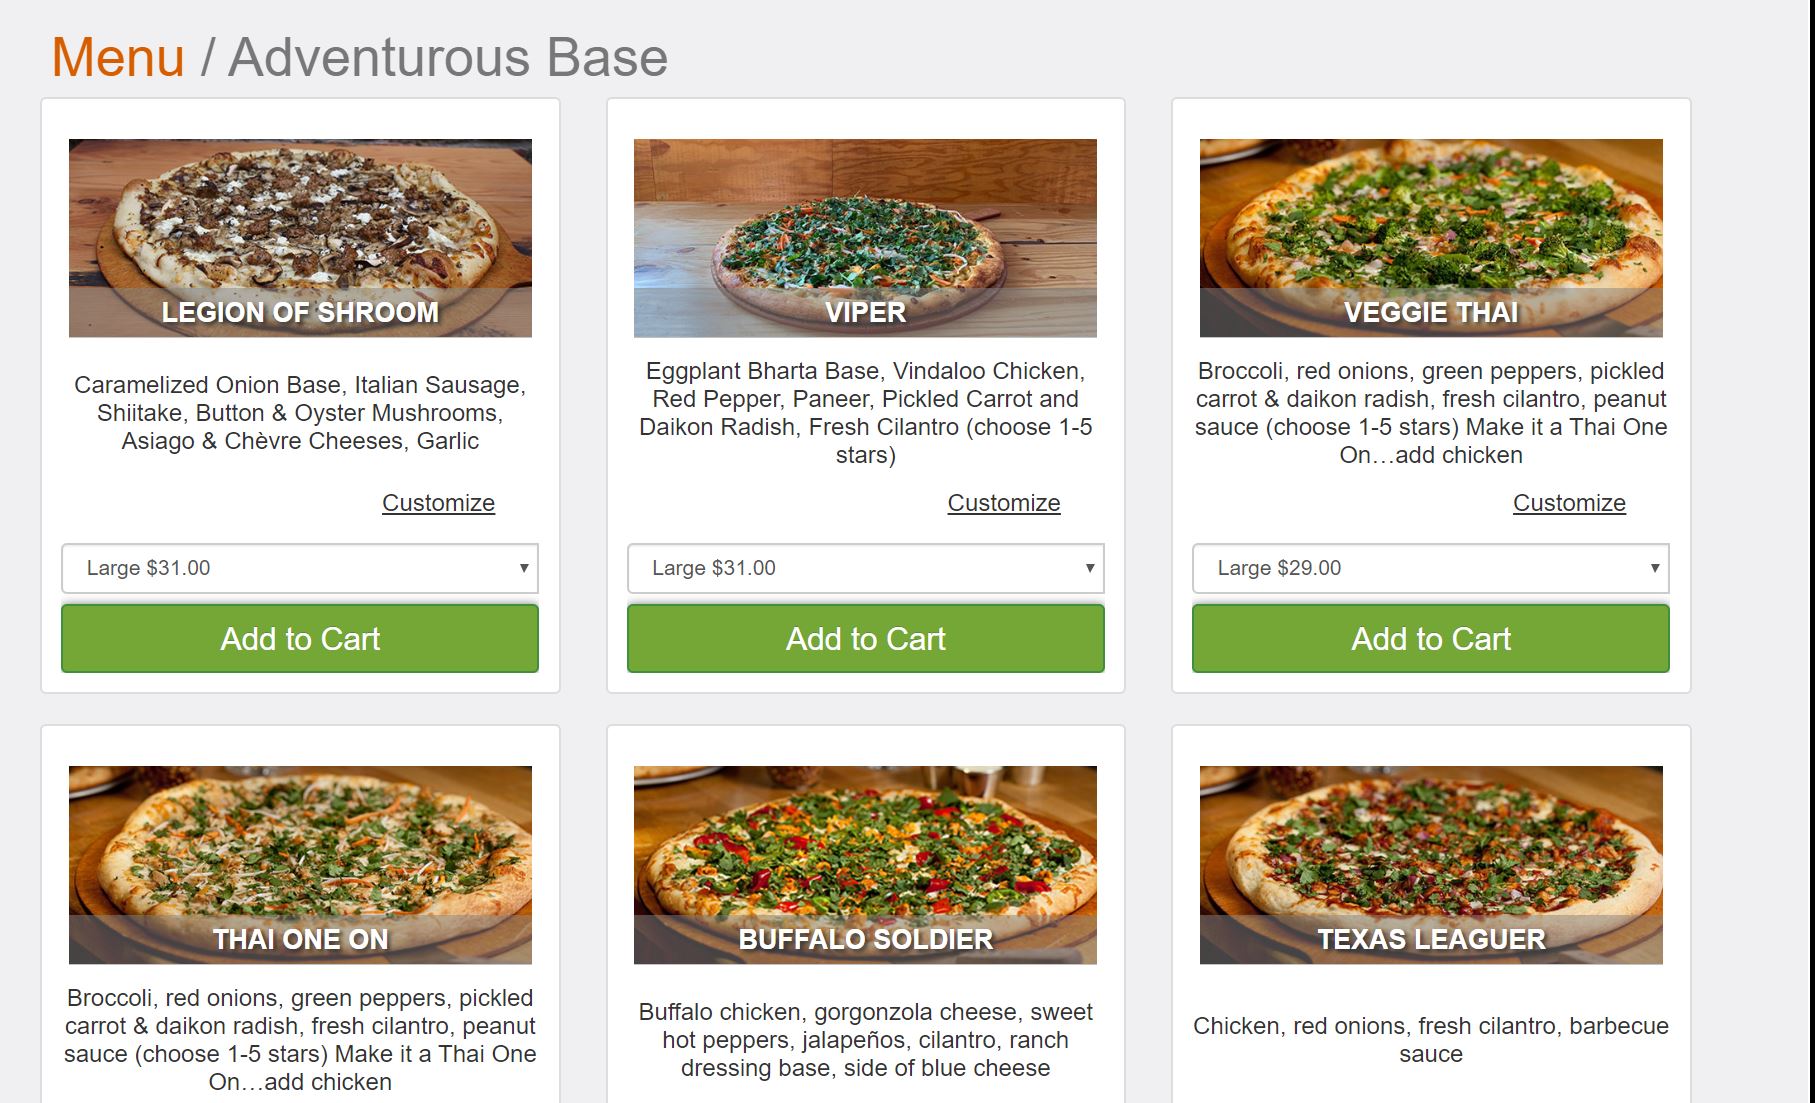 Menu / Adventurous Base
LEGION OF SHROOM
Caramelized Onion Base, Italian Sausage,
Shiitake, Button & Oyster Mushrooms,
Asiago & Chèvre Cheeses, Garlic
Customize
Large $31.00
Add to Cart
VIPER
Eggplant Bharta Base, Vindaloo Chicken,
Red Pepper, Paneer, Pickled Carrot and
Daikon Radish, Fresh Cilantro (choose 1-5
stars)
Customize
Large $31.00
Add to Cart
VEGGIE THAI
Broccoli, red onions, green peppers, pickled
carrot & daikon radish, fresh cilantro, peanut
sauce (choose 1-5 stars) Make it a Thai One
On…add chicken
Customize
Large $29.00
Add to Cart
THAI ONE ON
Broccoli, red onions, green peppers, pickled
carrot & daikon radish, fresh cilantro, peanut
sauce (choose 1-5 stars) Make it a Thai One
On…add chicken
BUFFALO SOLDIER
Buffalo chicken, gorgonzola cheese, sweet
hot peppers, jalapeños, cilantro, ranch
dressing base, side of blue cheese
TEXAS LEAGUER
Chicken, red onions, fresh cilantro, barbecue
sauce